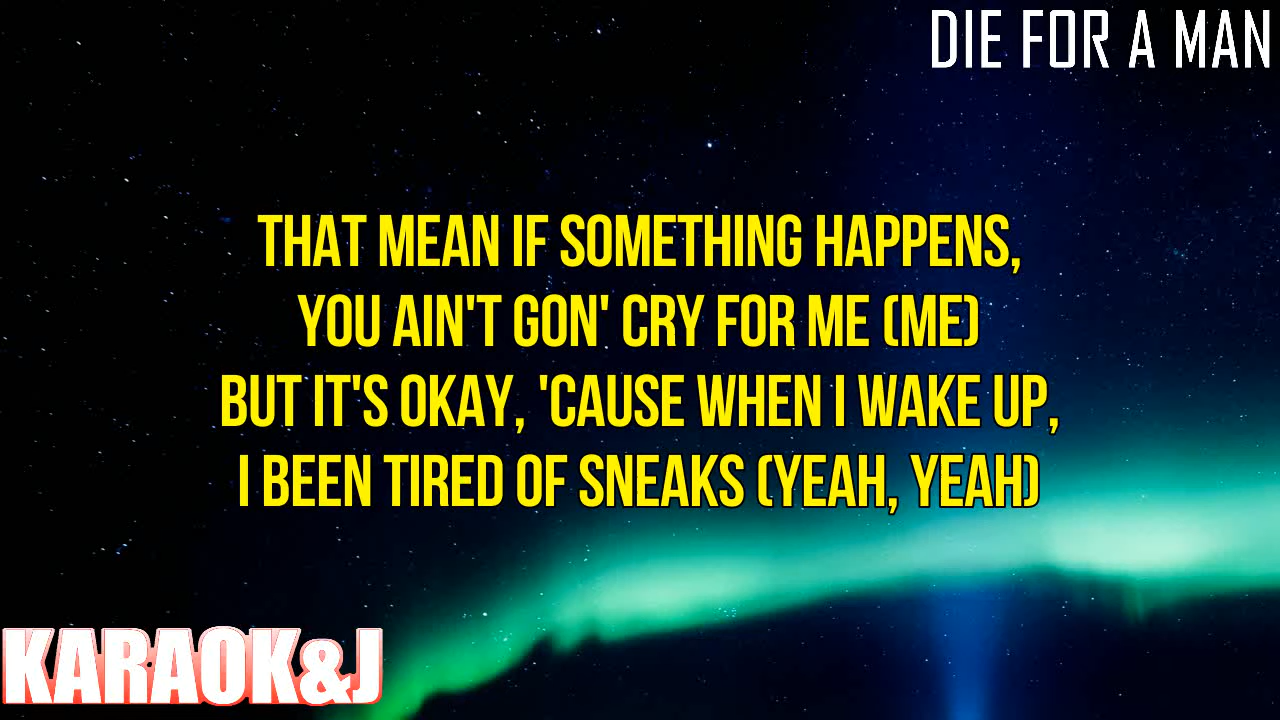 DIE FOR A MAN
THAT MEAN IF SOMETHING HAPPENS,
YOU AIN'T GON' CRY FOR ME (ME)
BUT IT'S OKAY, 'CAUSE WHEN I WAKE UP,
I BEEN TIRED OF SNEAKS (YEAH, YEAH)
KARAOK&J